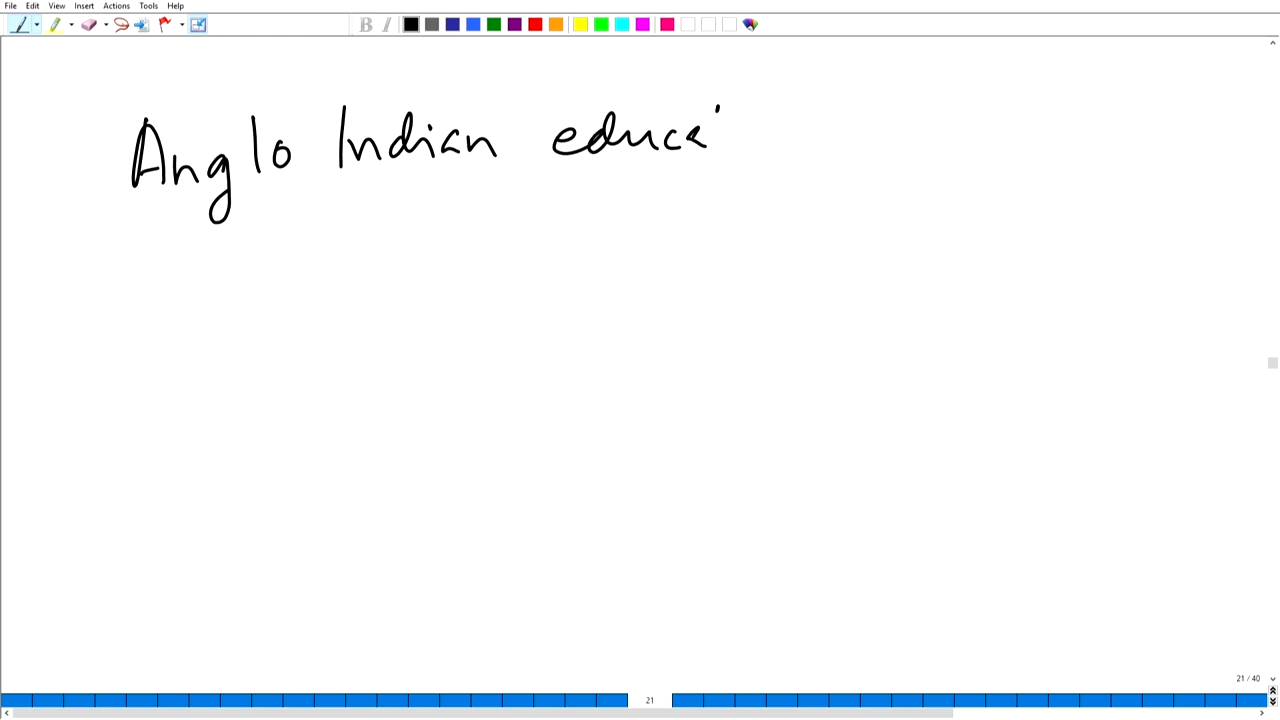 File Edit View Insert Actions Tools Help
B I
Anglo Indian educa
21 / 40
21